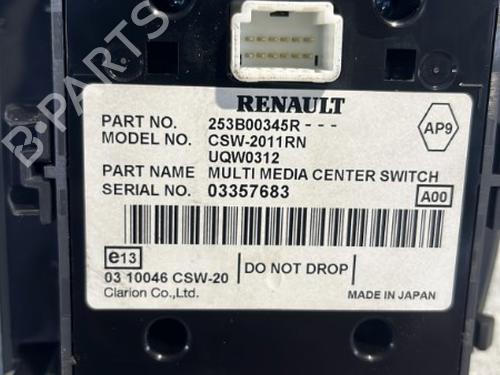 RENAULT
PART NO. 253B00345R - - -
AP9
MODEL NO. CSW-2011RN
UQW0312
PART NAME MULTI MEDIA CENTER SWITCH
SERIAL NO. 03357683 A00
e13
03 10046 CSW-20 DO NOT DROP
Clarion Co.,Ltd. MADE IN JAPAN
B-PARTS